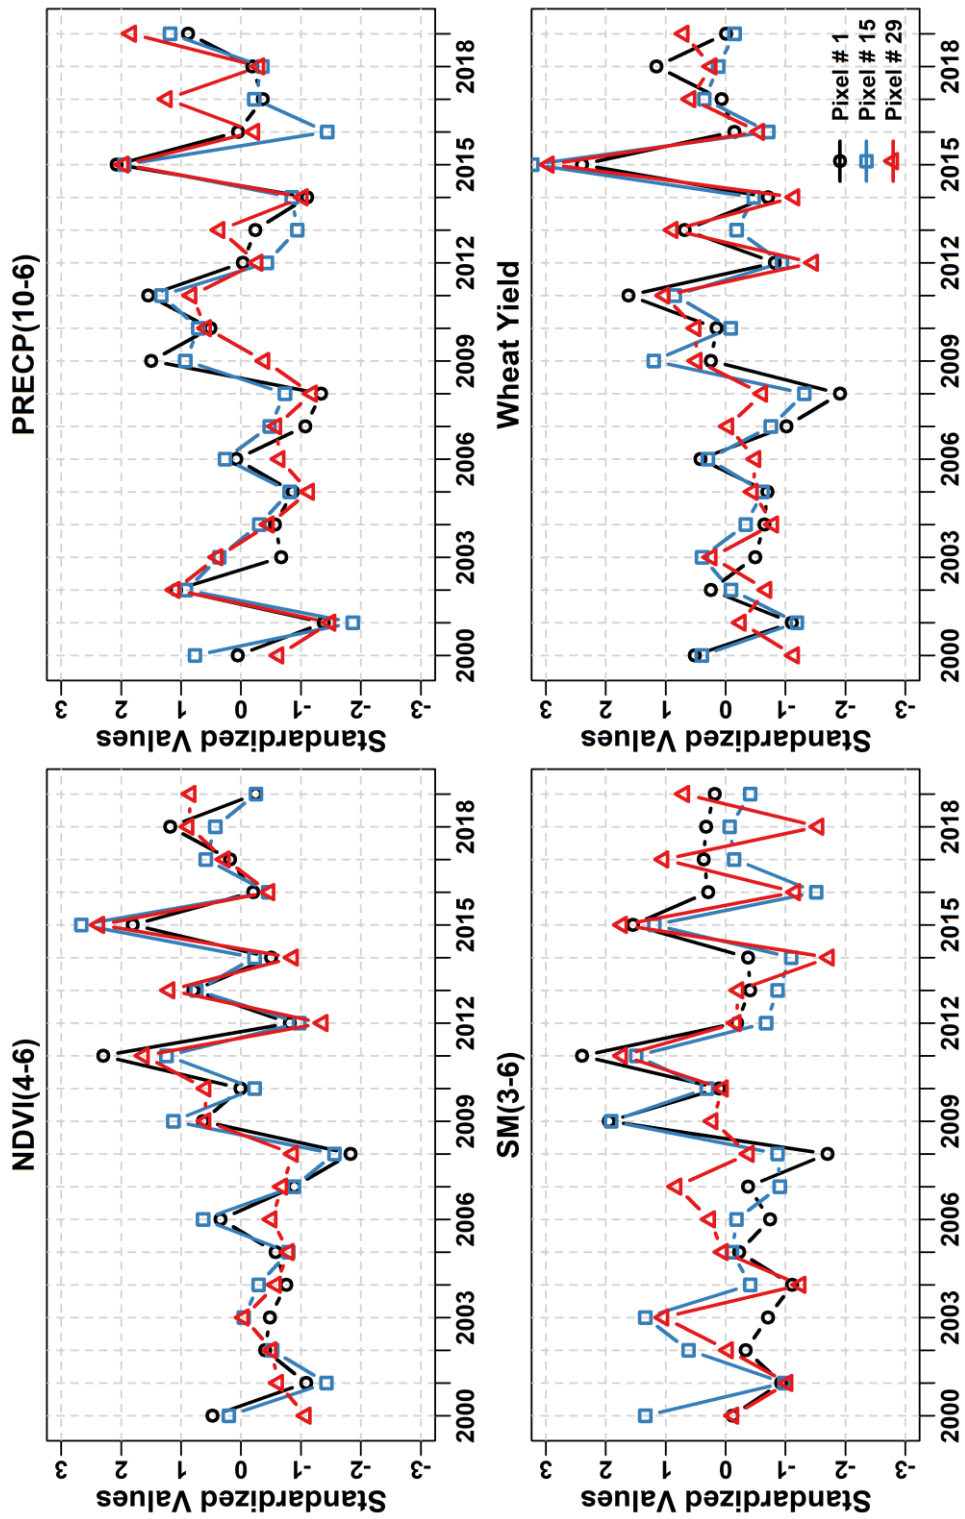 NDVI(4-6)
Standardized Values
3
2
1
0
-1
-2
-3
2000 2003 2006 2009 2012 2015 2018
PRECP(10-6)
Standardized Values
3
2
1
0
-1
-2
-3
2000 2003 2006 2009 2012 2015 2018
SM(3-6)
Standardized Values
3
2
1
0
-1
-2
-3
2000 2003 2006 2009 2012 2015 2018
Wheat Yield
Standardized Values
3
2
1
0
-1
-2
-3
Pixel # 1
Pixel # 15
Pixel # 29
2000 2003 2006 2009 2012 2015 2018